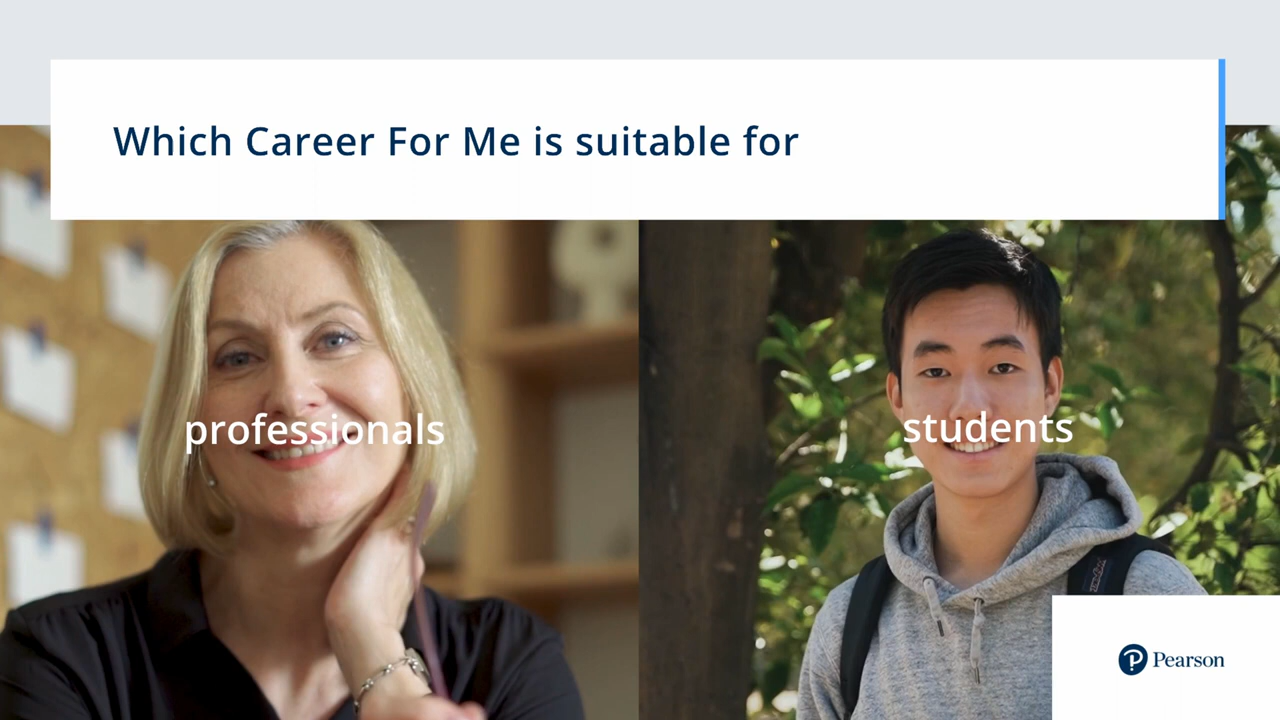 Which Career For Me is suitable for
professionals
students
Pearson